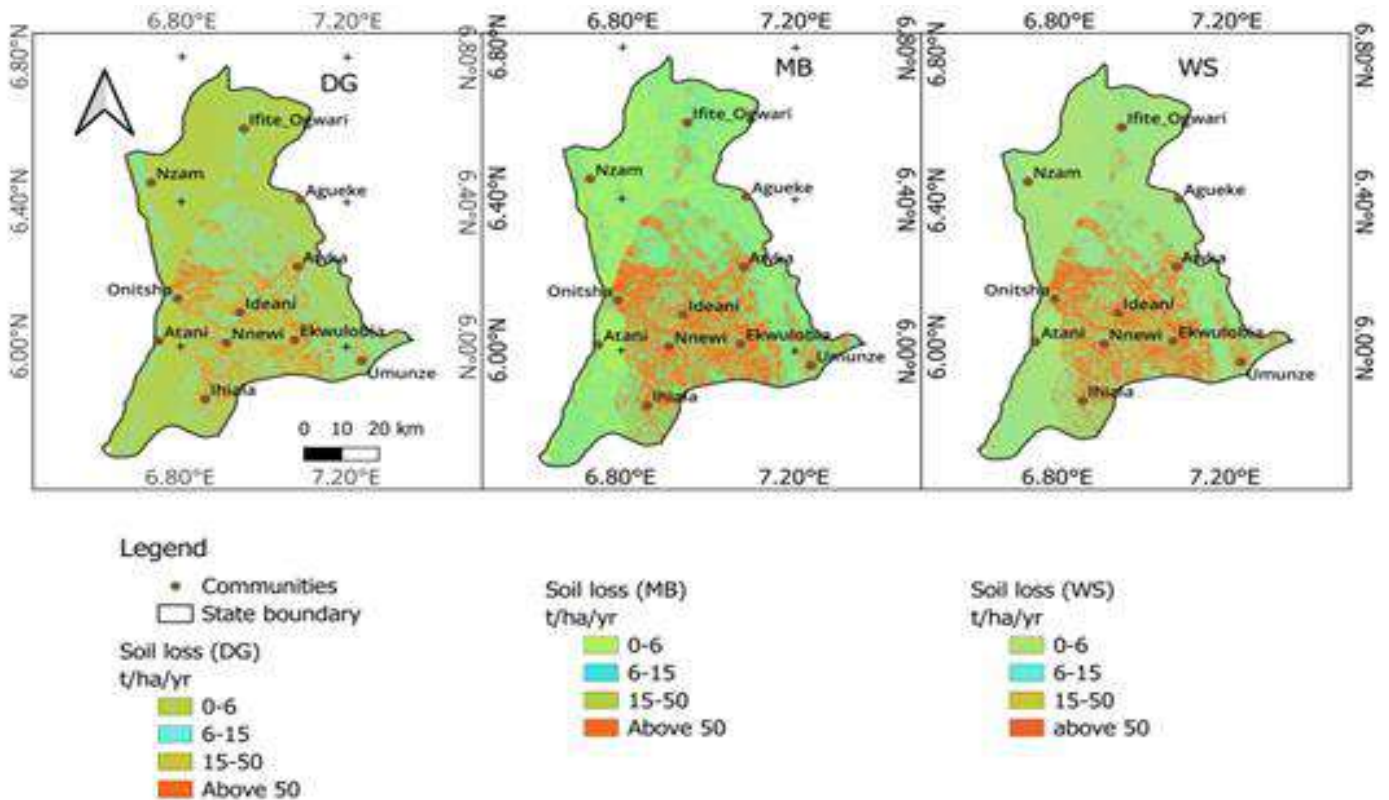 6.80°E 7.20°E 6.80°E 7.20°E 6.80°E 7.20°E
6.80°N 6.80°N 6.80°N 6.80°N
6.40°N 6.40°N 6.40°N 6.40°N
6.00°N 6.00°N 6.00°N 6.00°N
DG
Ifite_Ogwari
Nzam
Agueke
Awka
Onitsha
Ideani
Atani
Nnewi
Ekwulobia
Umunze
Ihiala
0 10 20 km
MB
Ifite_Ogwari
Nzam
Agueke
Awka
Onitsha
Ideani
Atani
Nnewi
Ekwulobia
Umunze
Ihiala
WS
Ifite_Ogwari
Nzam
Agueke
Awka
Onitsha
Ideani
Atani
Nnewi
Ekwulobia
Umunze
Ihiala
6.80°E 7.20°E 6.80°E 7.20°E 6.80°E 7.20°E
Legend
Communities
State boundary
Soil loss (DG)
t/ha/yr
0-6
6-15
15-50
Above 50
Soil loss (MB)
t/ha/yr
0-6
6-15
15-50
Above 50
Soil loss (WS)
t/ha/yr
0-6
6-15
15-50
above 50